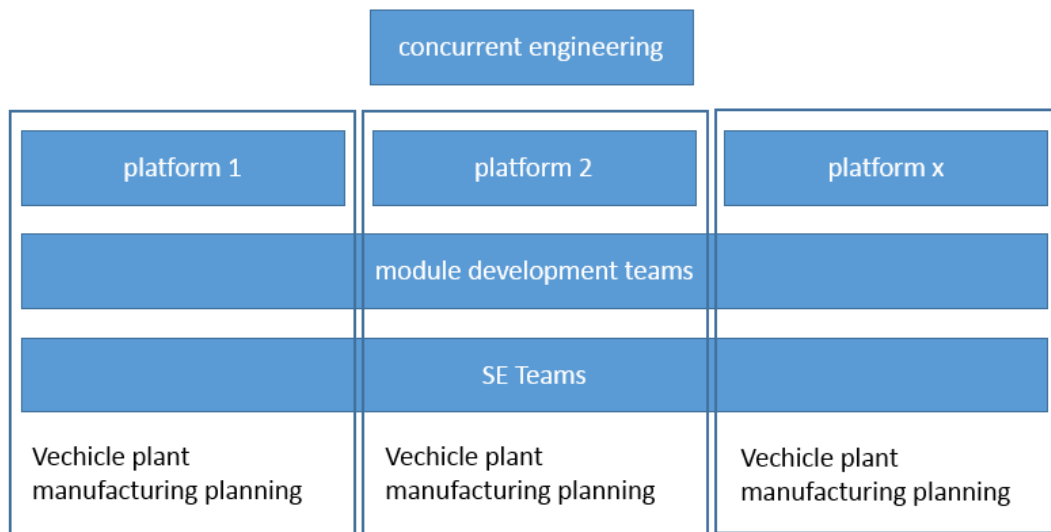 concurrent engineering
platform 1
platform 2
platform x
module development teams
SE Teams
Vechicle plant
manufacturing planning
Vechicle plant
manufacturing planning
Vechicle plant
manufacturing planning